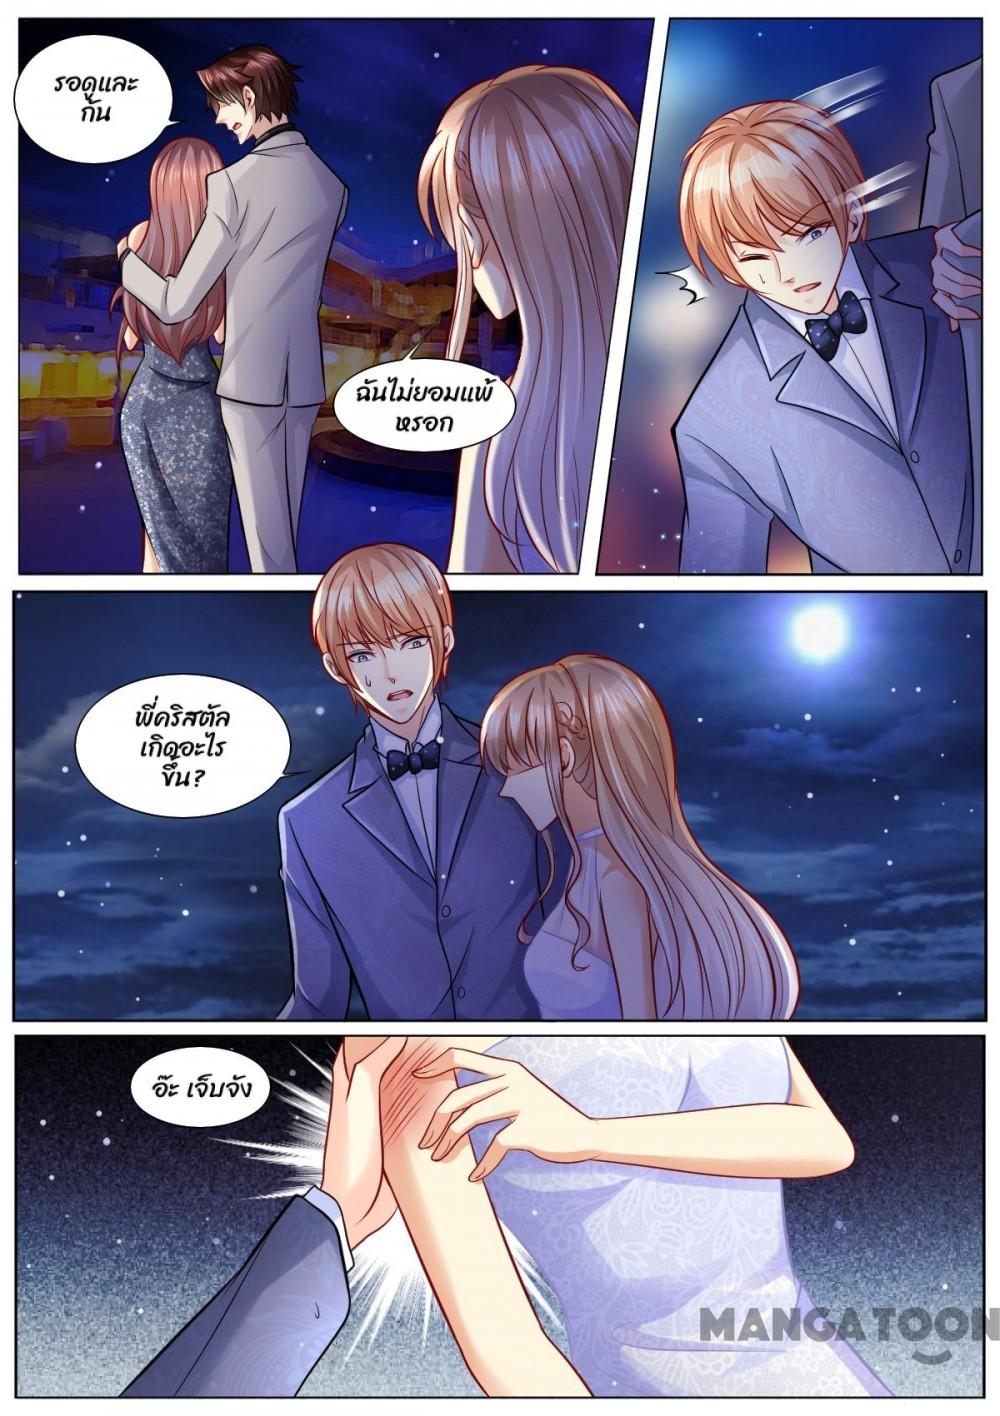 รอดูและ
กัน
ฉันไม่ยอมแพ้
หรอก
พี่คริสตัล
เกิดอะไร
ขึ้น?
อ๊ะ เจ็บจัง
MANGATOON